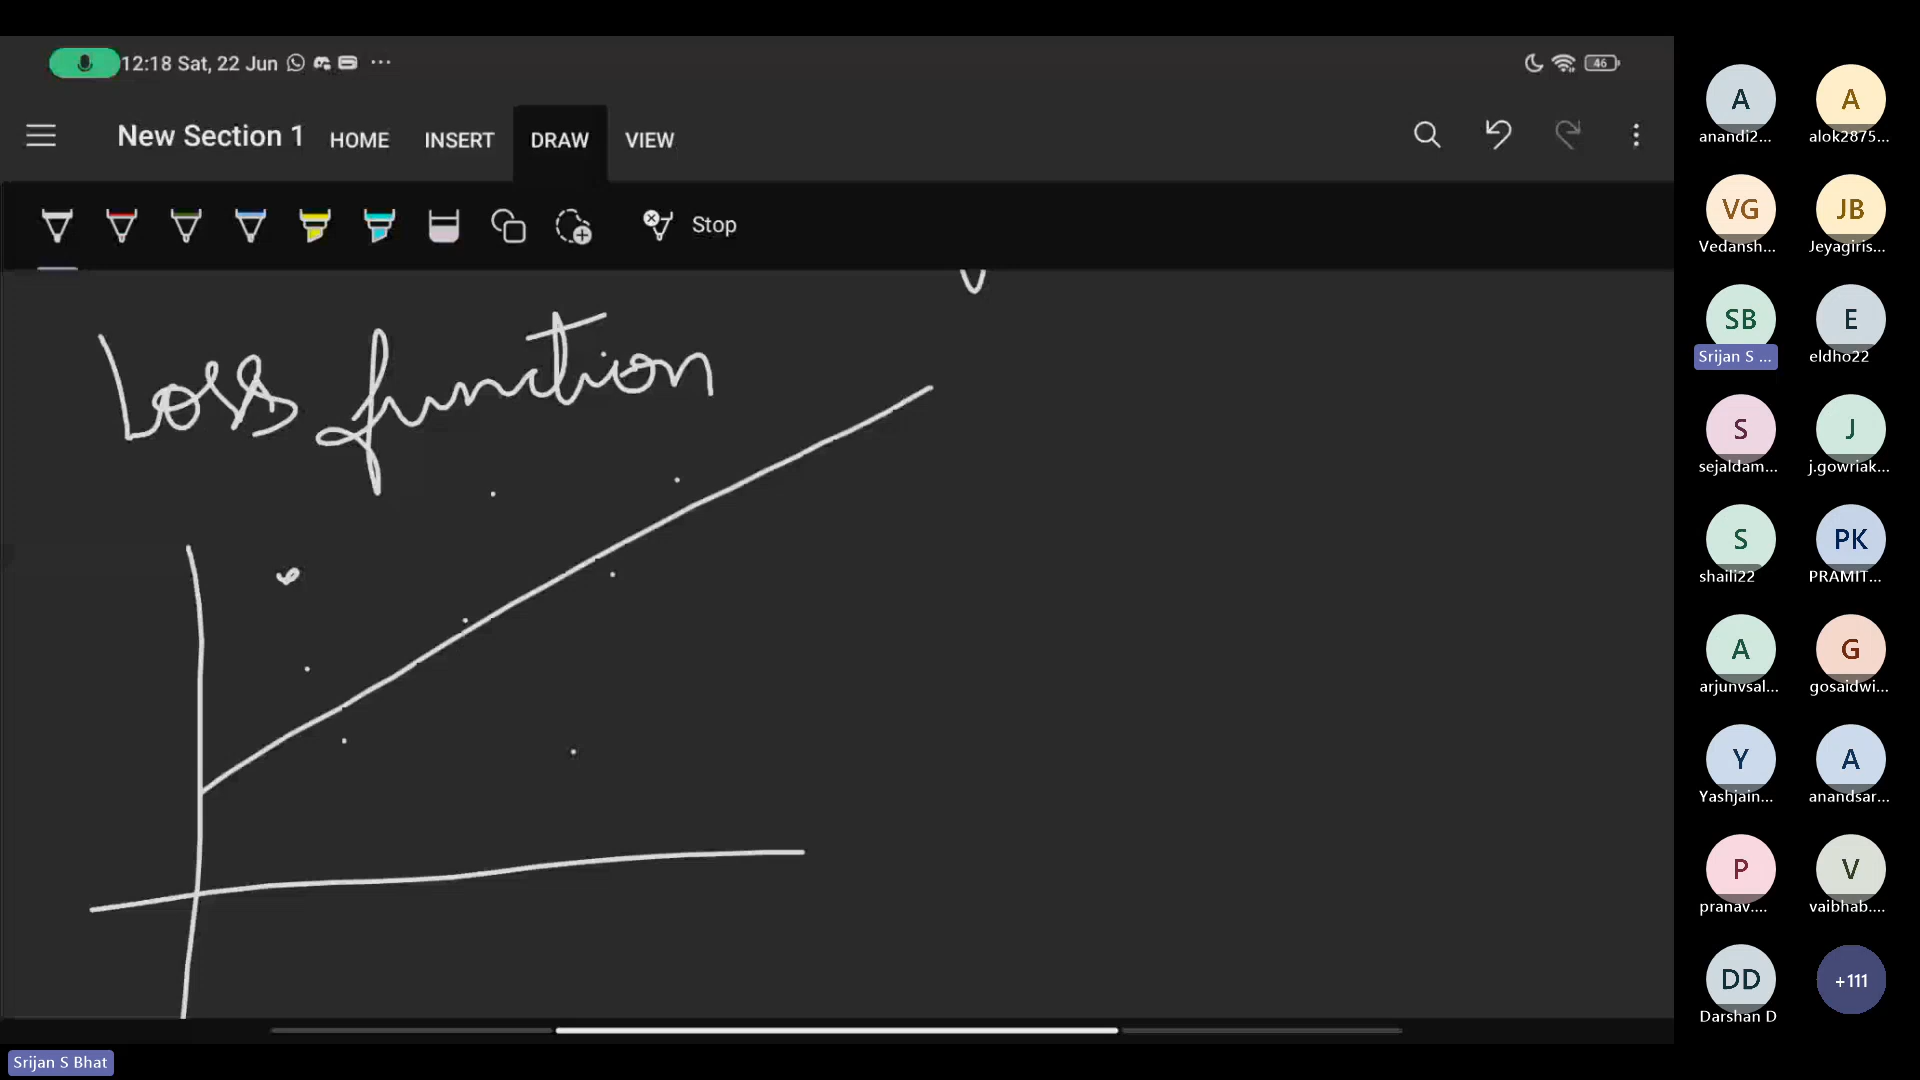 12:18 Sat, 22 Jun ...
46
New Section 1 HOME INSERT DRAW VIEW
Stop
Loss function
A A
anandi2... alok2875...
VG JB
Vedansh... Jeyagiris...
SB E
Srijan S ... eldho22
S J
sejaldam... j.gowriak...
S PK
shaili22 PRAMIT...
A G
arjunvsal... gosaidwi...
Y A
Yashjain... anandsar...
P V
pranav.... vaibhab....
DD +111
Darshan D
Srijan S Bhat